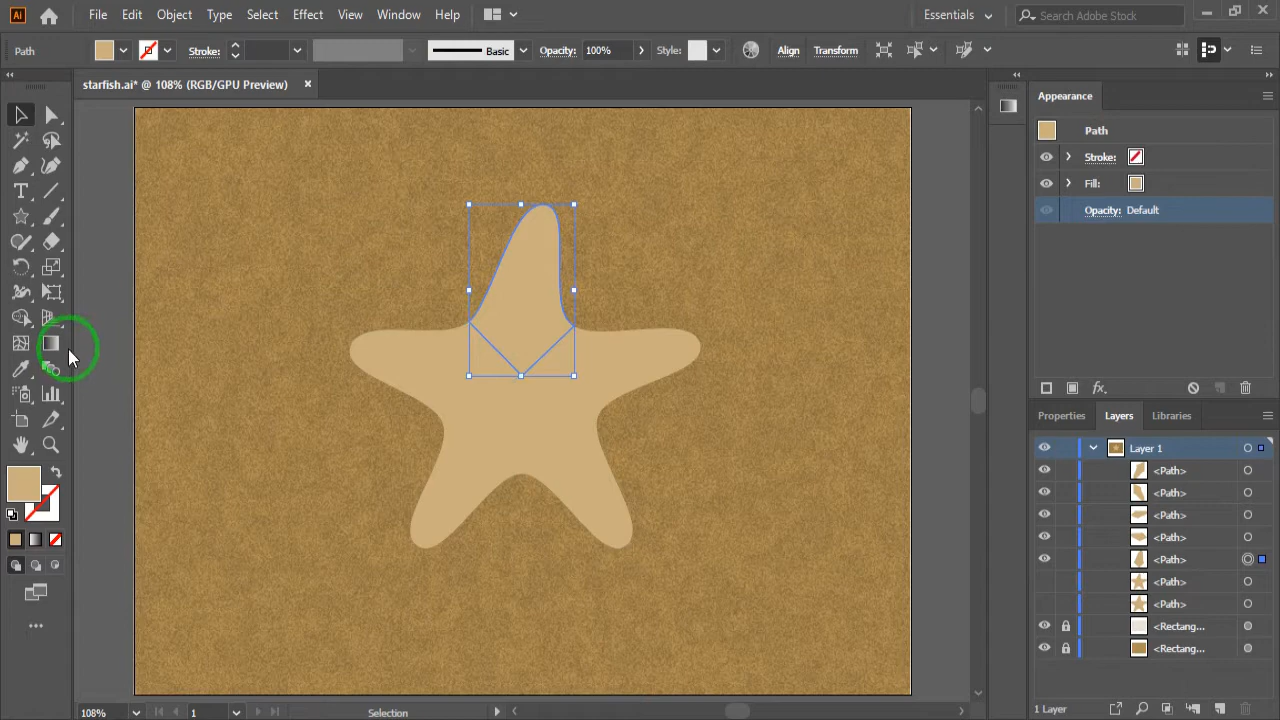 Ai File Edit Object Type Select Effect View Window Help Essentials Search Adobe Stock
Path Stroke: Basic Opacity: 100% Style: Align Transform
starfish.ai* @ 108% (RGB/GPU Preview) ×
Appearance
Path
Stroke:
Fill:
Opacity: Default
fx.
Properties Layers Libraries
Layer 1
<Path>
<Path>
<Path>
<Path>
<Path>
<Path>
<Path>
<Rectang...
<Rectang...
108% 1 Selection 1 Layer